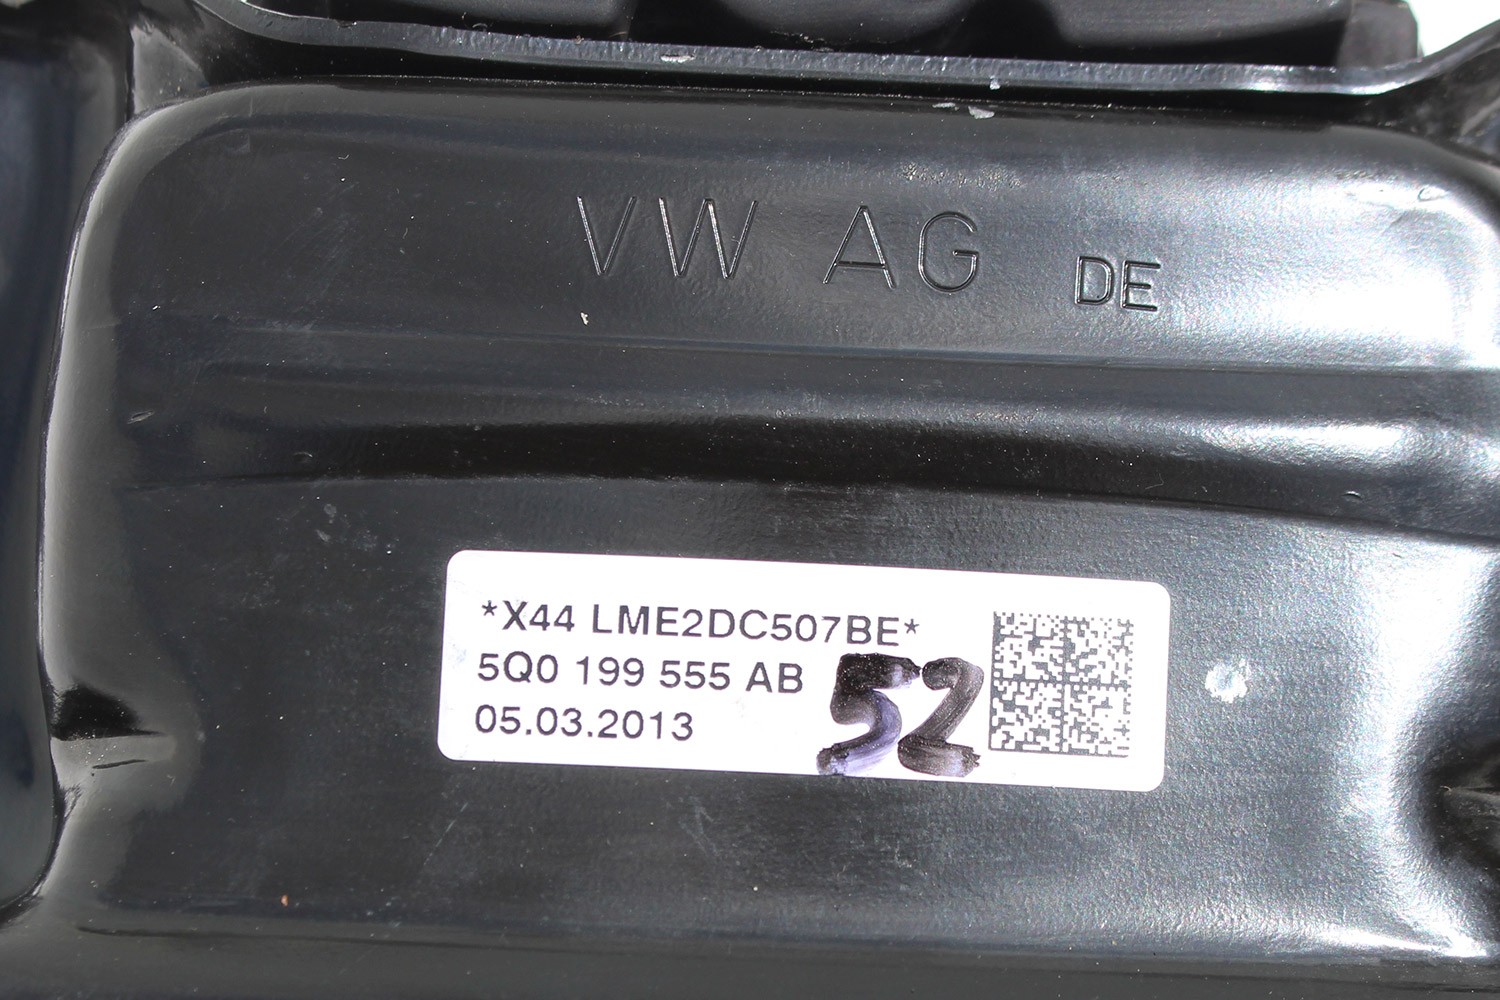 VW AG DE
*X44 LME2DC507BE*
5Q0 199 555 AB
52
05.03.2013